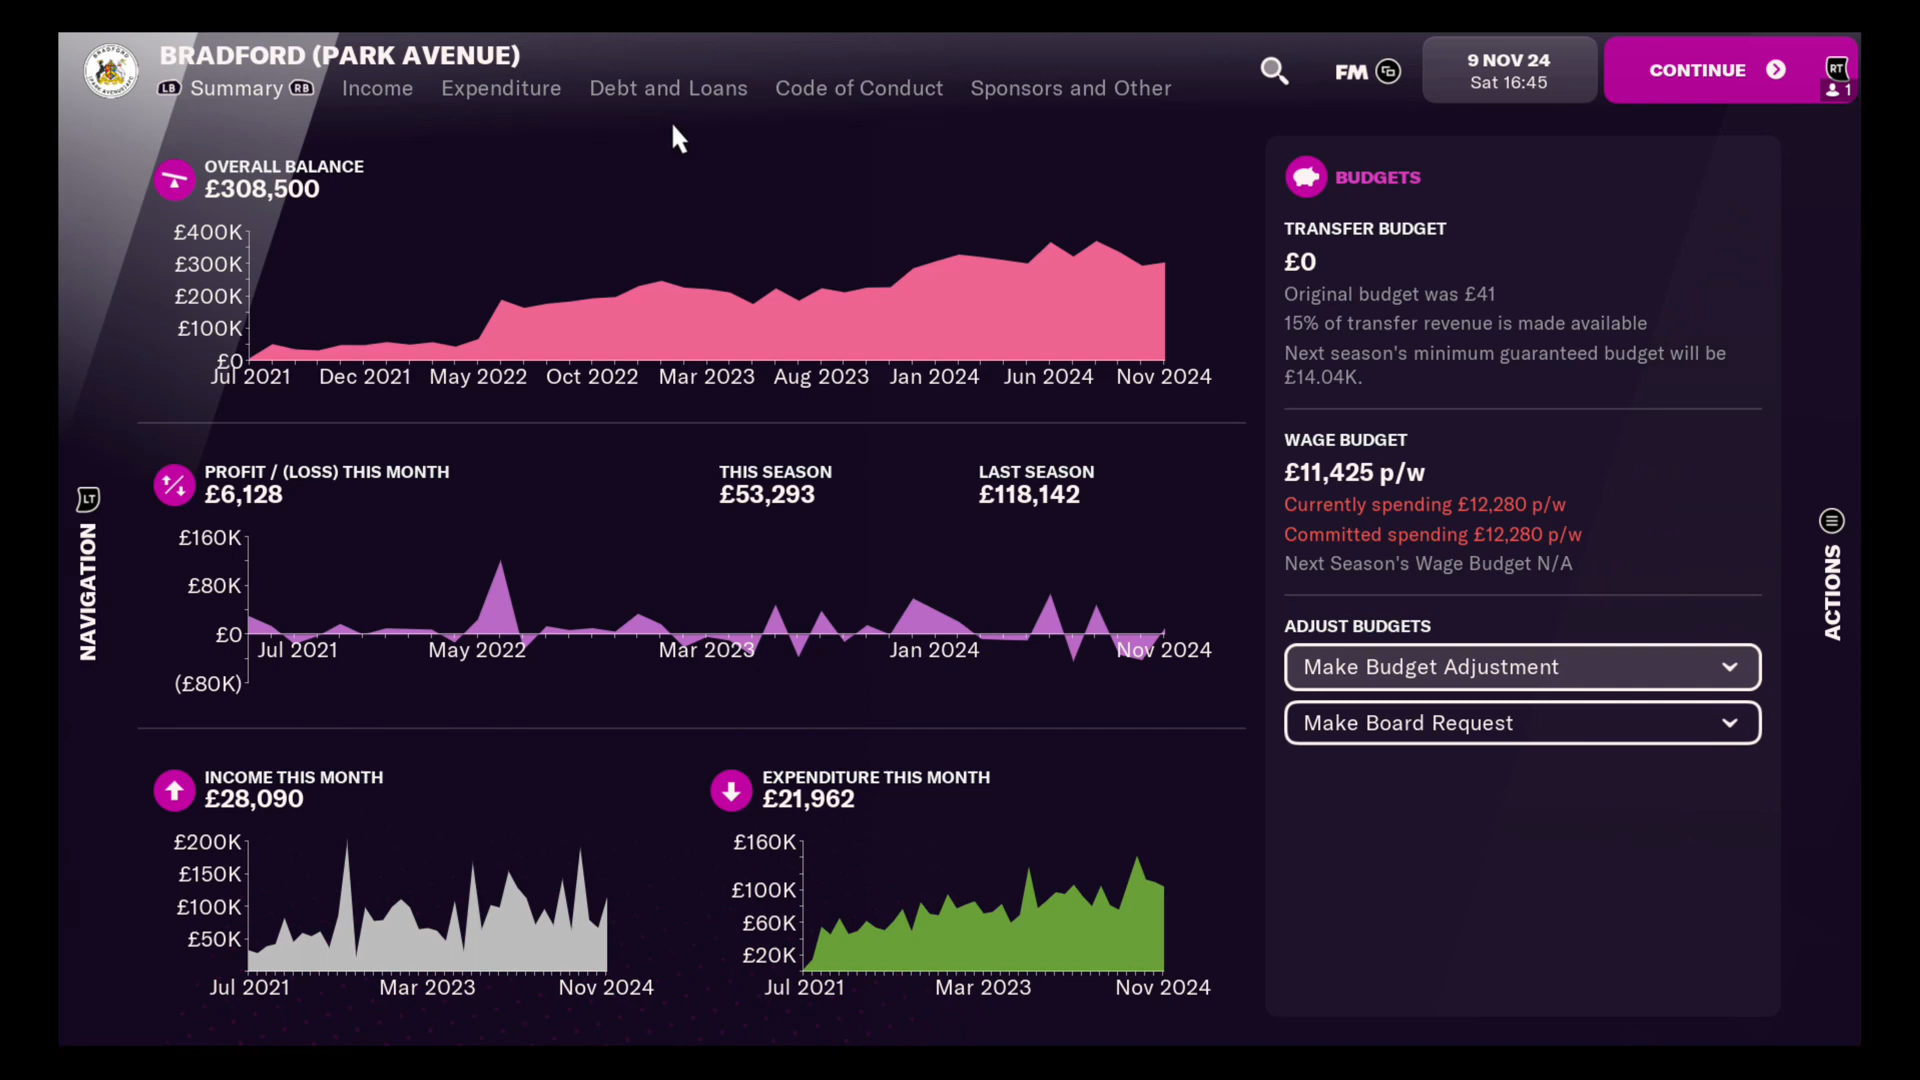 BRADFORD (PARK AVENUE)
LB Summary RB Income Expenditure Debt and Loans Code of Conduct Sponsors and Other
FM
9 NOV 24
Sat 16:45
CONTINUE
RT
1
OVERALL BALANCE
£308,500
£400K
£300K
£200K
£100K
£0
Jul 2021 Dec 2021 May 2022 Oct 2022 Mar 2023 Aug 2023 Jan 2024 Jun 2024 Nov 2024
PROFIT / (LOSS) THIS MONTH
£6,128
THIS SEASON
£53,293
LAST SEASON
£118,142
£160K
£80K
£0
(£80K)
Jul 2021 May 2022 Mar 2023 Jan 2024 Nov 2024
INCOME THIS MONTH
£28,090
£200K
£150K
£100K
£50K
Jul 2021 Mar 2023 Nov 2024
EXPENDITURE THIS MONTH
£21,962
£160K
£100K
£60K
£20K
Jul 2021 Mar 2023 Nov 2024
BUDGETS
TRANSFER BUDGET
£0
Original budget was £41
15% of transfer revenue is made available
Next season's minimum guaranteed budget will be
£14.04K.
WAGE BUDGET
£11,425 p/w
Currently spending £12,280 p/w
Committed spending £12,280 p/w
Next Season's Wage Budget N/A
ADJUST BUDGETS
Make Budget Adjustment
Make Board Request
LT
NAVIGATION
ACTIONS